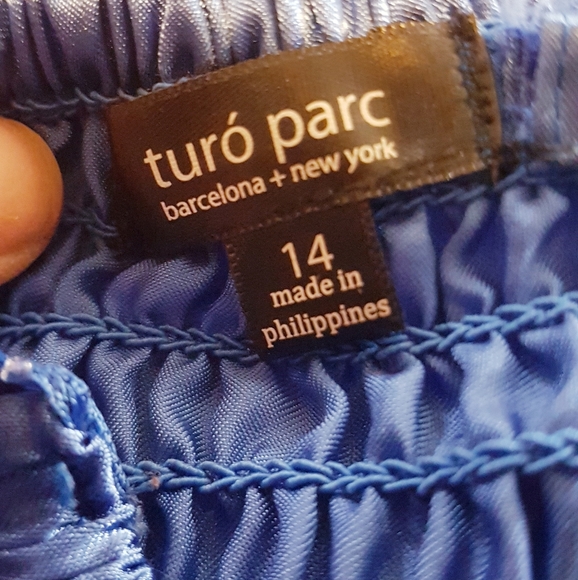 turó parc
barcelona + new york
14
made in
philippines